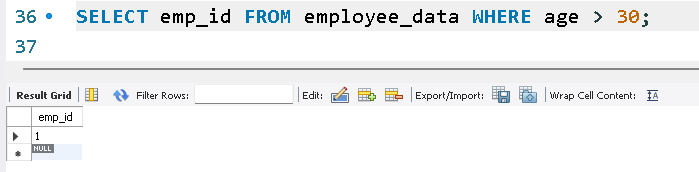 36 SELECT emp_id FROM employee_data WHERE age > 30;
37
Result Grid Filter Rows: Edit: Export/Import: Wrap Cell Content: IA
emp_id
1
NULL